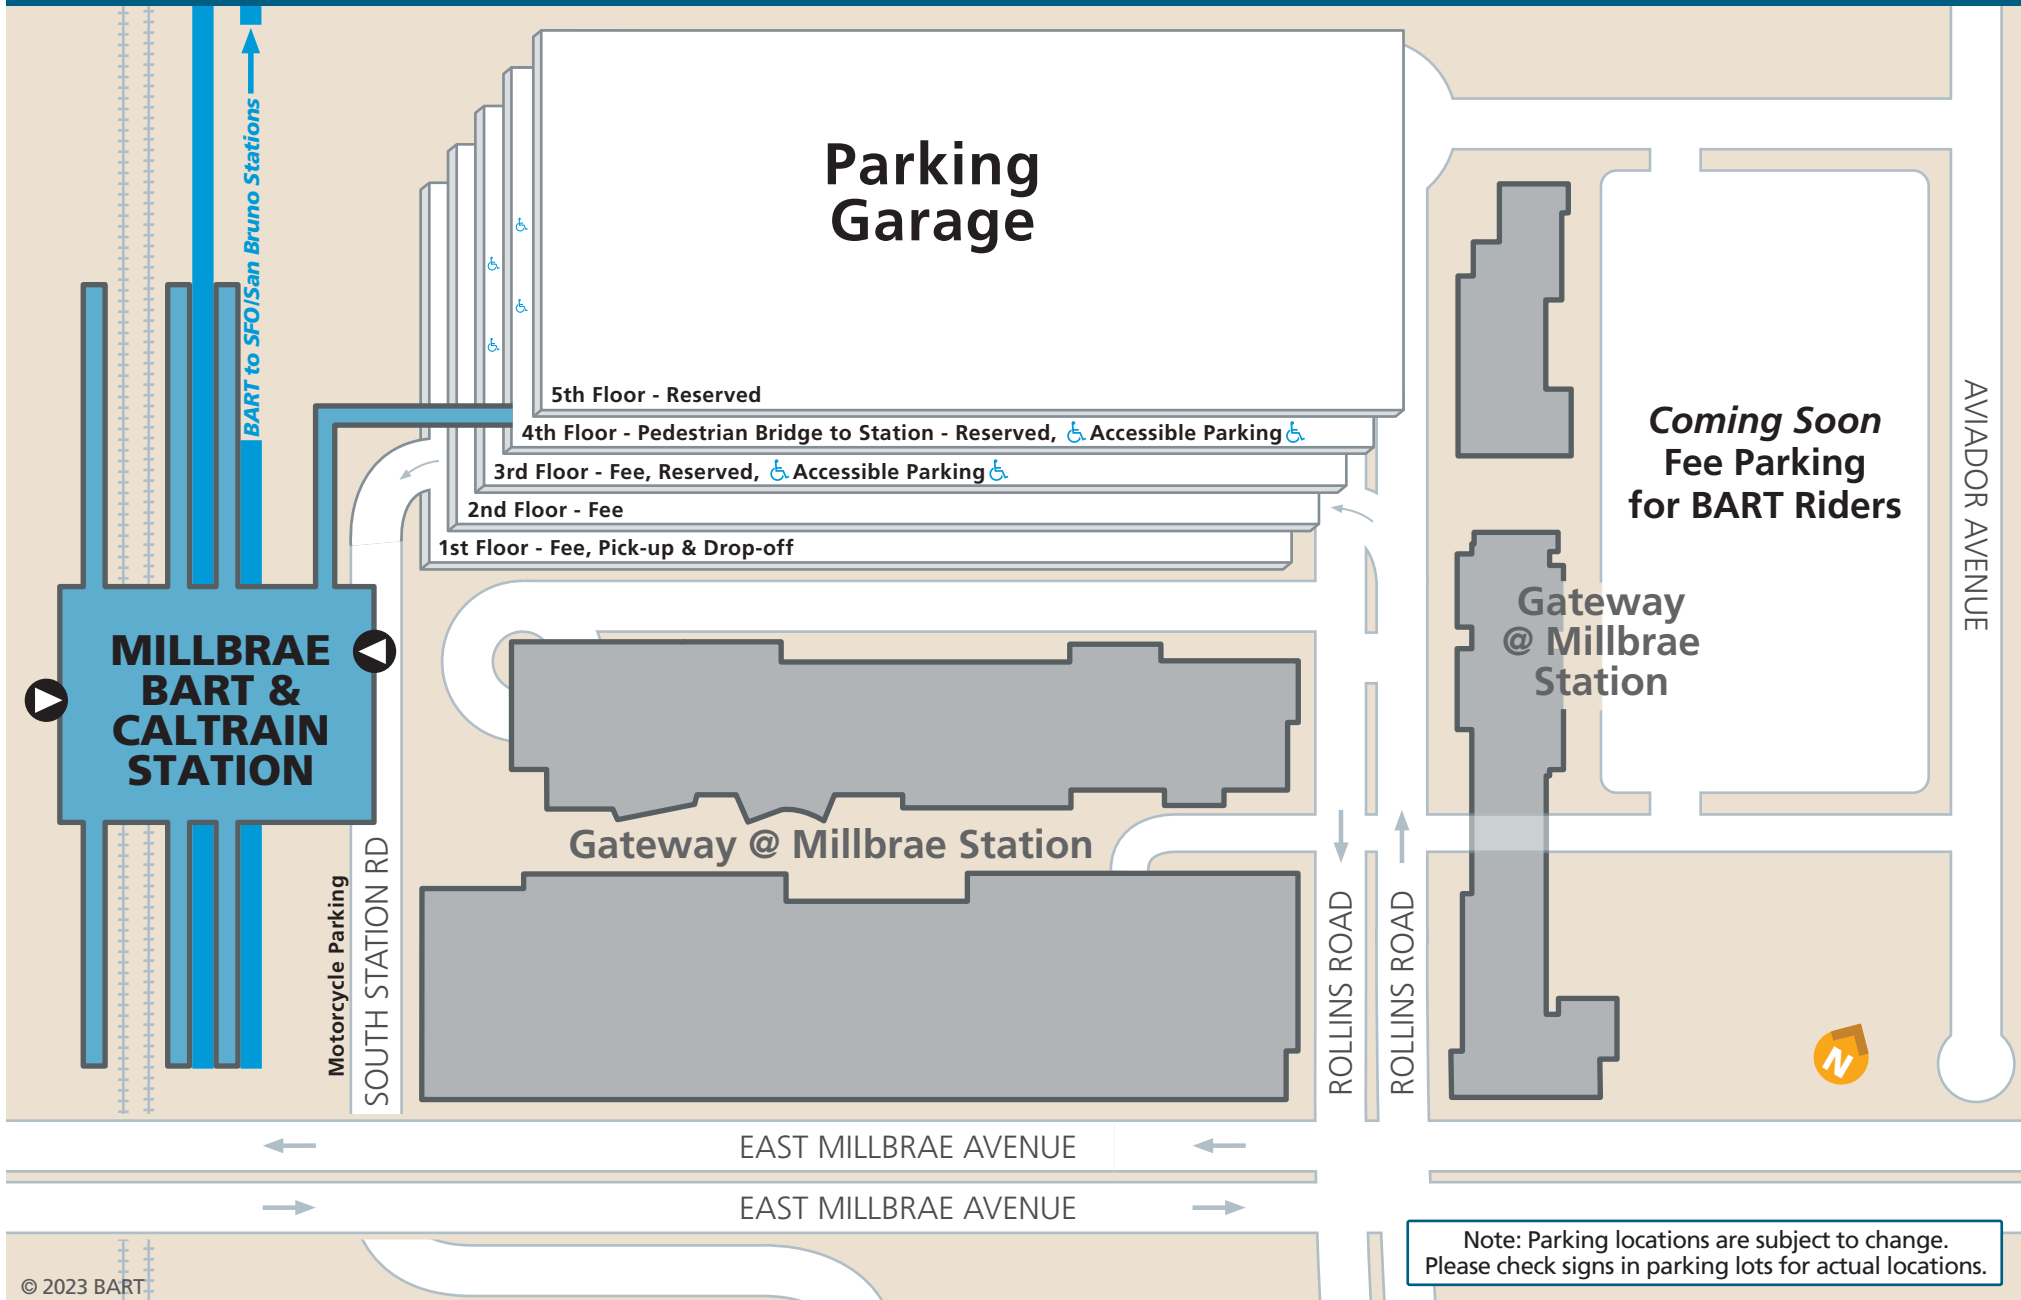 BART to SFO/San Bruno Stations
Parking
Garage
5th Floor - Reserved
4th Floor - Pedestrian Bridge to Station - Reserved, Accessible Parking
3rd Floor - Fee, Reserved, Accessible Parking
2nd Floor - Fee
1st Floor - Fee, Pick-up & Drop-off
Coming Soon
Fee Parking
for BART Riders
AVIADOR AVENUE
Gateway
@ Millbrae
Station
MILLBRAE
BART &
CALTRAIN
STATION
Gateway @ Millbrae Station
Motorcycle Parking
SOUTH STATION RD
ROLLINS ROAD
ROLLINS ROAD
N
EAST MILLBRAE AVENUE
EAST MILLBRAE AVENUE
Note: Parking locations are subject to change.
Please check signs in parking lots for actual locations.
© 2023 BART